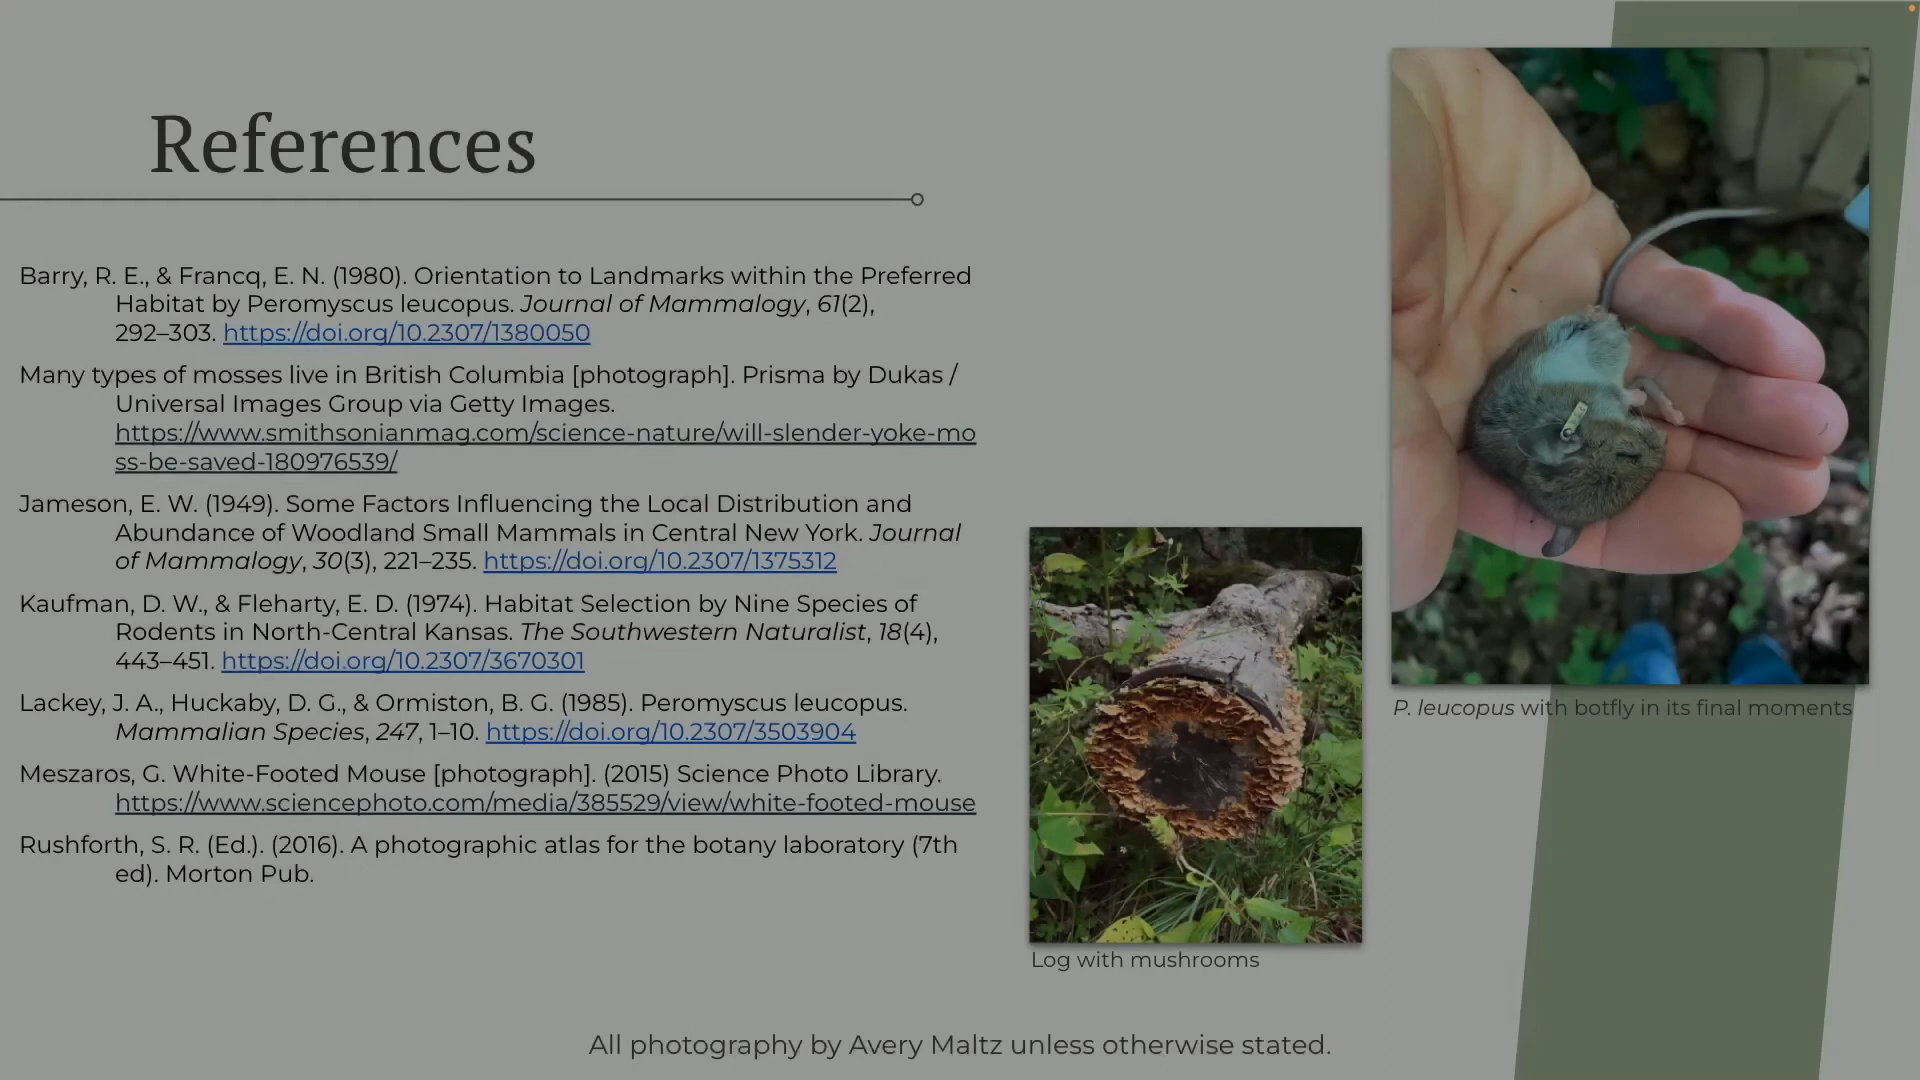 References
Barry, R. E., & Francq, E. N. (1980). Orientation to Landmarks within the Preferred
Habitat by Peromyscus leucopus. Journal of Mammalogy, 61(2),
292–303. https://doi.org/10.2307/1380050
Many types of mosses live in British Columbia [photograph]. Prisma by Dukas /
Universal Images Group via Getty Images.
https://www.smithsonianmag.com/science-nature/will-slender-yoke-mo
ss-be-saved-180976539/
Jameson, E. W. (1949). Some Factors Influencing the Local Distribution and
Abundance of Woodland Small Mammals in Central New York. Journal
of Mammalogy, 30(3), 221–235. https://doi.org/10.2307/1375312
Kaufman, D. W., & Fleharty, E. D. (1974). Habitat Selection by Nine Species of
Rodents in North-Central Kansas. The Southwestern Naturalist, 18(4),
443–451. https://doi.org/10.2307/3670301
Lackey, J. A., Huckaby, D. G., & Ormiston, B. G. (1985). Peromyscus leucopus.
Mammalian Species, 247, 1–10. https://doi.org/10.2307/3503904
Meszaros, G. White-Footed Mouse [photograph]. (2015) Science Photo Library.
https://www.sciencephoto.com/media/385529/view/white-footed-mouse
Rushforth, S. R. (Ed.). (2016). A photographic atlas for the botany laboratory (7th
ed). Morton Pub.
P. leucopus with botfly in its final moments
Log with mushrooms
All photography by Avery Maltz unless otherwise stated.